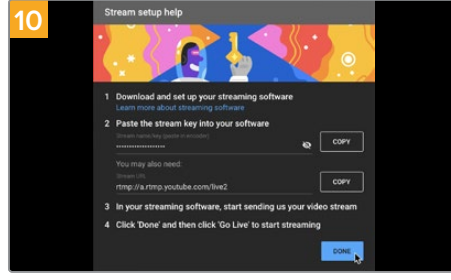 10
Stream setup help
1 Download and set up your streaming software
Learn more about streaming software
2 Paste the stream key into your software
Stream name/key (paste in encoder)
••••••••••••••••••• COPY
You may also need:
Stream URL
rtmp://a.rtmp.youtube.com/live2 COPY
3 In your streaming software, start sending us your video stream
4 Click 'Done' and then click 'Go Live' to start streaming
DONE